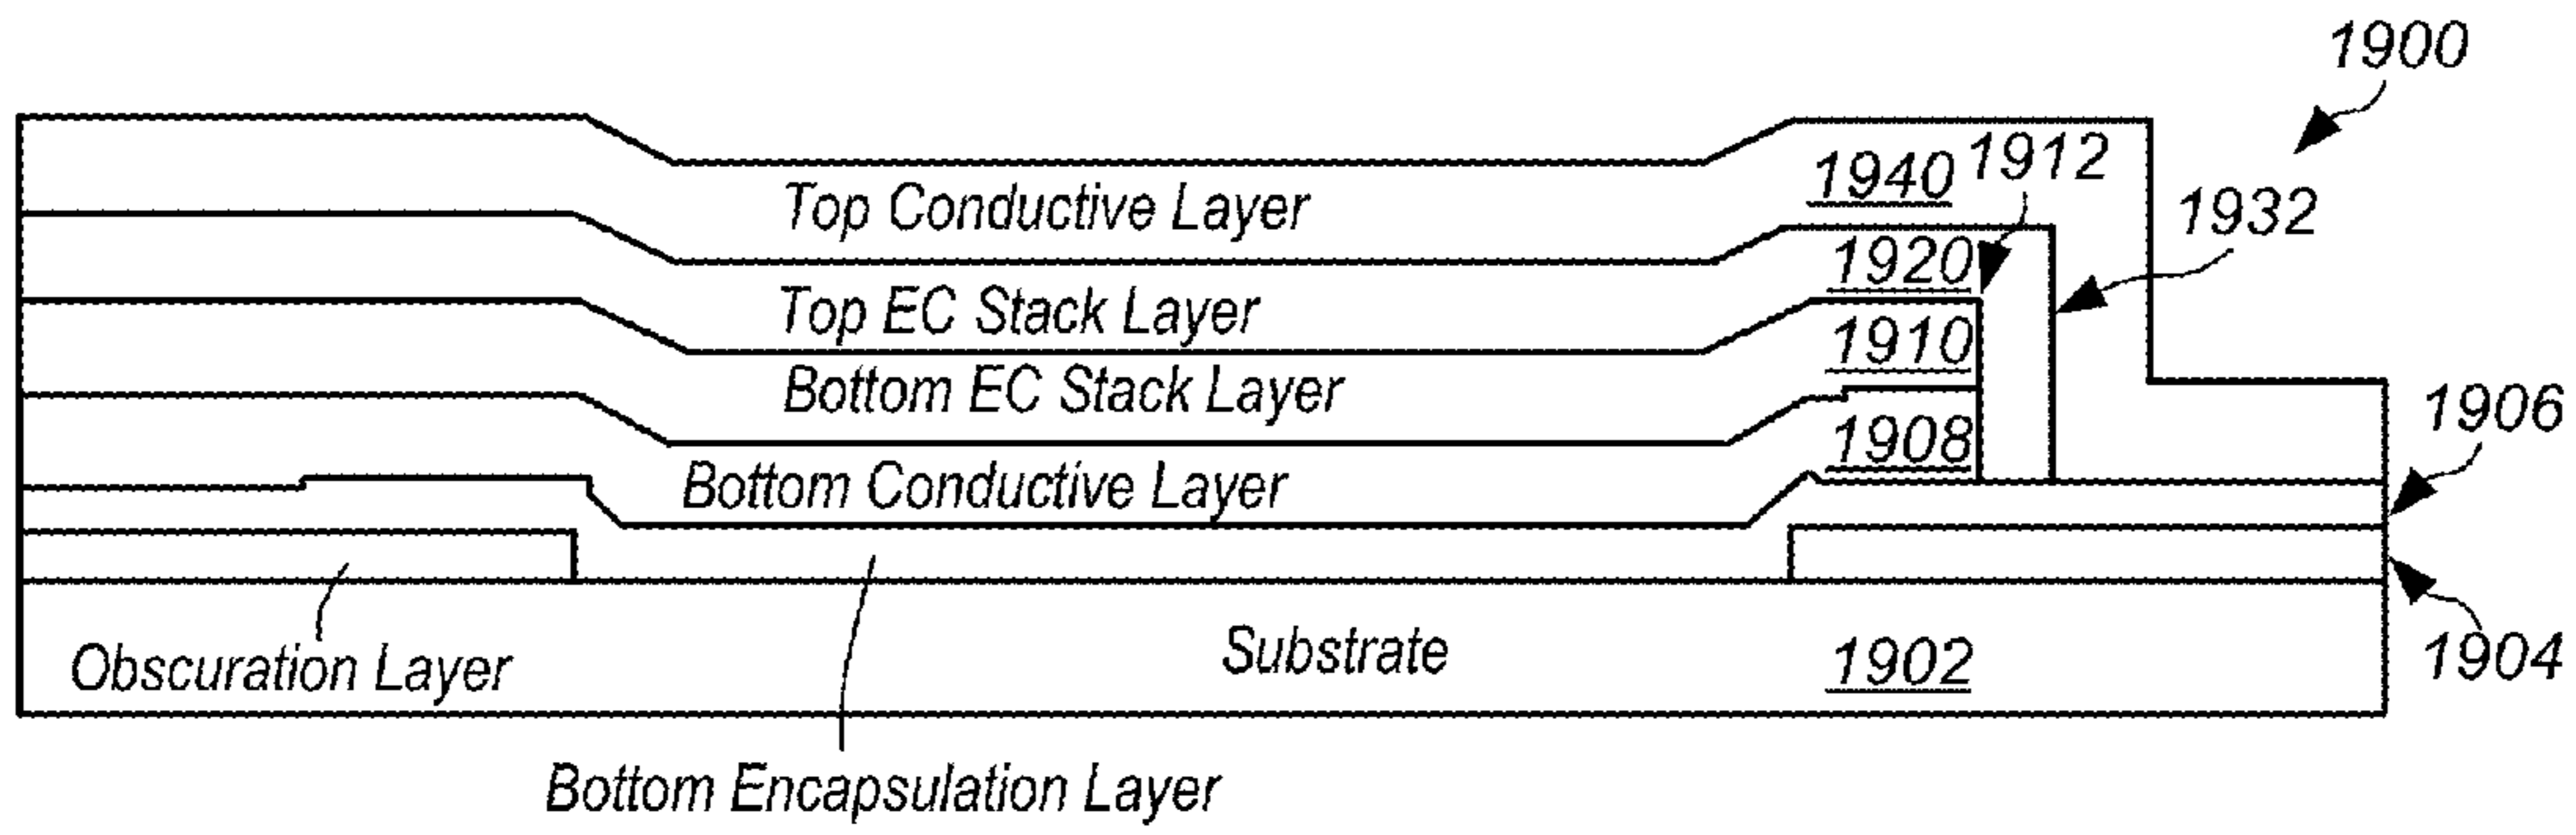 1900
1940
1912
Top Conductive Layer
1932
1920
Top EC Stack Layer
1910
Bottom EC Stack Layer
1906
1908
Bottom Conductive Layer
Obscuration Layer
Substrate
1902
1904
Bottom Encapsulation Layer